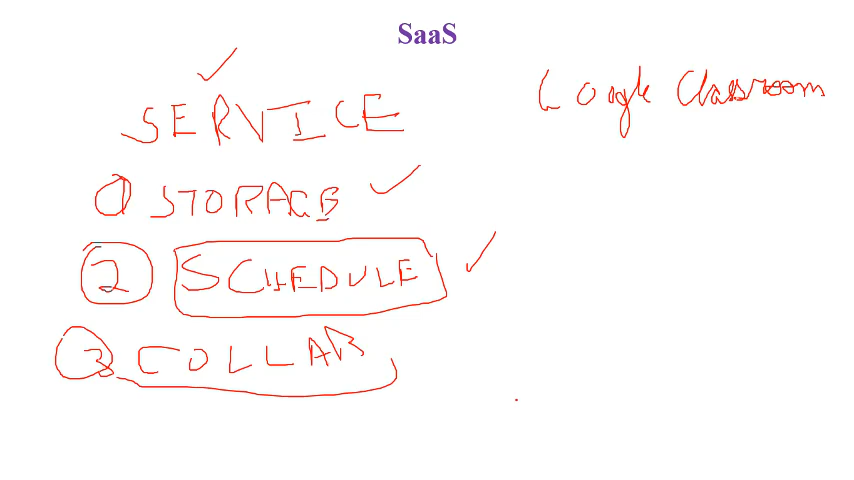 SaaS
SERVICE
Google Classroom
1 STORAGE
2 SCHEDULE
3 COLLAB